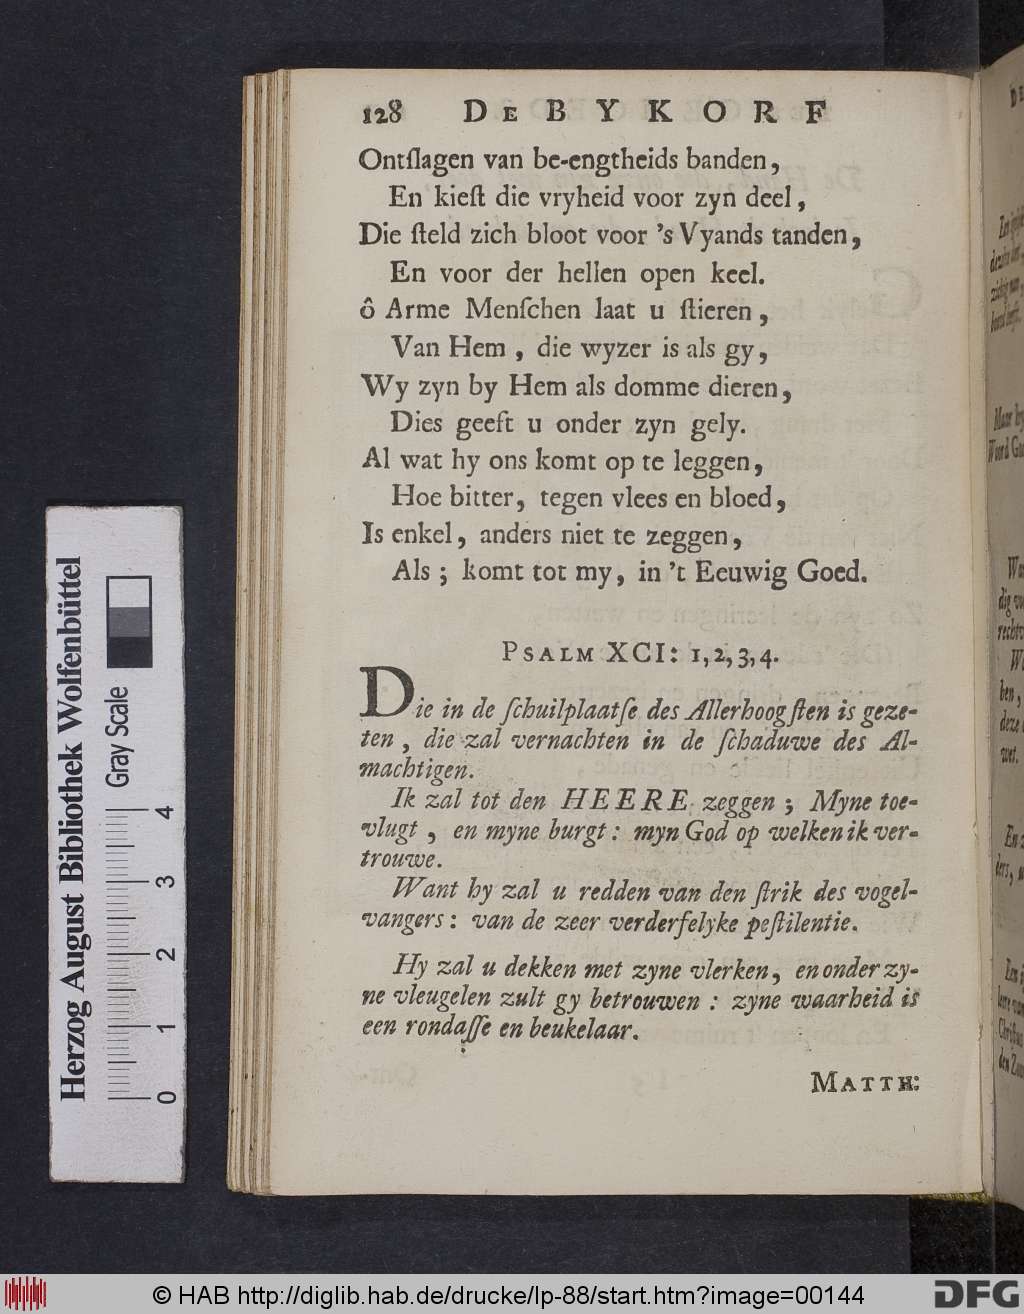 128 DE BYKORF
Ontſlagen van be-engtheids banden,
En kieſt die vryheid voor zyn deel,
Die ſteld zich bloot voor 's Vyands tanden,
En voor der hellen open keel.
ô Arme Menſchen laat u ſtieren,
Van Hem, die wyzer is als gy,
Wy zyn by Hem als domme dieren,
Dies geeft u onder zyn gely.
Al wat hy ons komt op te leggen,
Hoe bitter, tegen vlees en bloed,
Is enkel, anders niet te zeggen,
Als; komt tot my, in 't Eeuwig Goed.
PSALM XCI: 1, 2, 3, 4.
Die in de ſchuilplaatſe des Allerhoogſten is geze-
ten, die zal vernachten in de ſchaduwe des Al-
machtigen.
Ik zal tot den HEERE zeggen; Myne toe-
vlugt, en myne burgt: myn God op welken ik ver-
trouwe.
Want hy zal u redden van den ſtrik des vogel-
vangers: van de zeer verderfelyke peſtilentie.
Hy zal u dekken met zyne vlerken, en onder zy-
ne vleugelen zult gy betrouwen: zyne waarheid is
een rondaſſe en beukelaar.
MATTH:
Herzog August Bibliothek Wolfenbüttel
Gray Scale
0 1 2 3 4
© HAB http://diglib.hab.de/drucke/lp-88/start.htm?image=00144
DFG